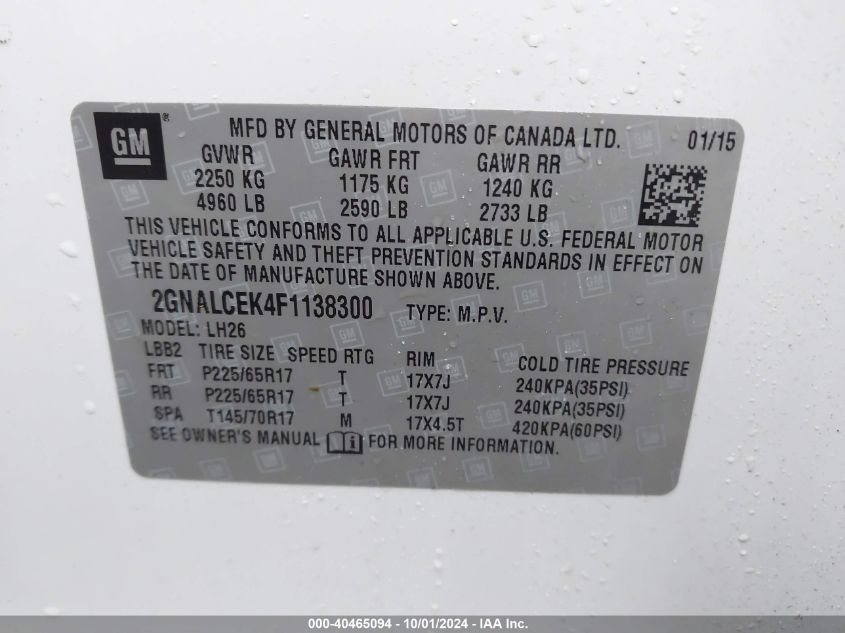 GM ® MFD BY GENERAL MOTORS OF CANADA LTD. 01/15
GVWR GAWR FRT GAWR RR
2250 KG 1175 KG 1240 KG
4960 LB 2590 LB 2733 LB
THIS VEHICLE CONFORMS TO ALL APPLICABLE U.S. FEDERAL MOTOR
VEHICLE SAFETY AND THEFT PREVENTION STANDARDS IN EFFECT ON
THE DATE OF MANUFACTURE SHOWN ABOVE.
2GNALCEK4F1138300 TYPE: M.P.V.
MODEL: LH26
LBB2 TIRE SIZE SPEED RTG RIM COLD TIRE PRESSURE
FRT P225/65R17 T 17X7J 240KPA(35PSI)
RR P225/65R17 T 17X7J 240KPA(35PSI)
SPA T145/70R17 M 17X4.5T 420KPA(60PSI)
SEE OWNER'S MANUAL FOR MORE INFORMATION.
000-40465094 - 10/01/2024 - IAA Inc.